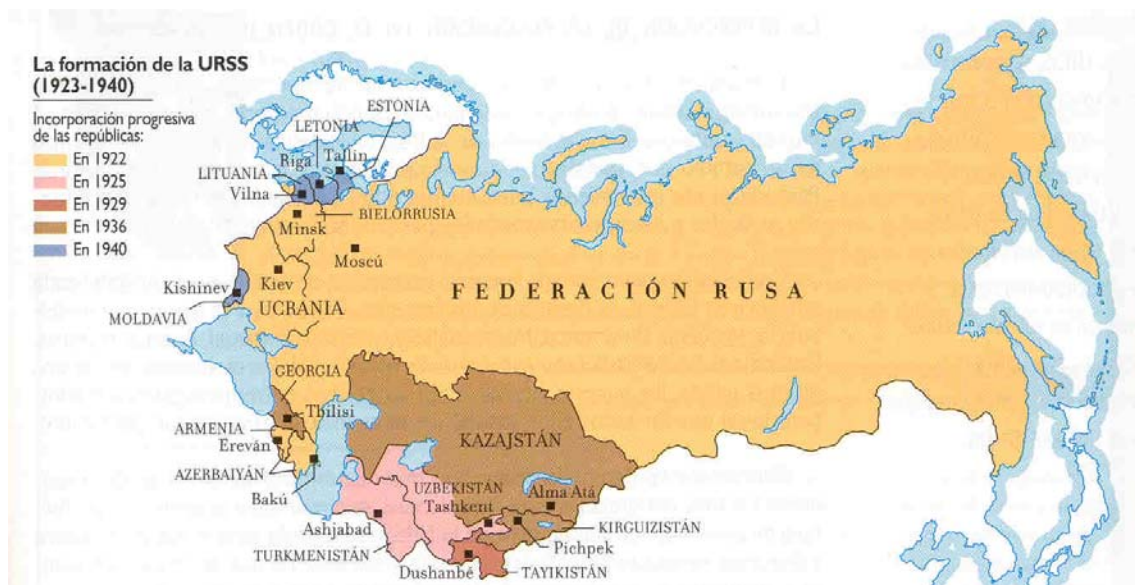 La formación de la URSS
(1923-1940)
Incorporación progresiva
de las repúblicas:
En 1922
En 1925
En 1929
En 1936
En 1940
ESTONIA
LETONIA
Riga
Tallin
LITUANIA
Vilna
BIELORRUSIA
Minsk
Moscú
Kiev
Kishinev
UCRANIA
MOLDAVIA
FEDERACIÓN RUSA
GEORGIA
Tbilisi
ARMENIA
Ereván
AZERBAIYÁN
Bakú
KAZAJSTÁN
UZBEKISTÁN
Tashkent
Alma Atá
Ashjabad
KIRGUIZISTÁN
TURKMENISTÁN
Pichpek
Dushanbé
TAYIKISTÁN